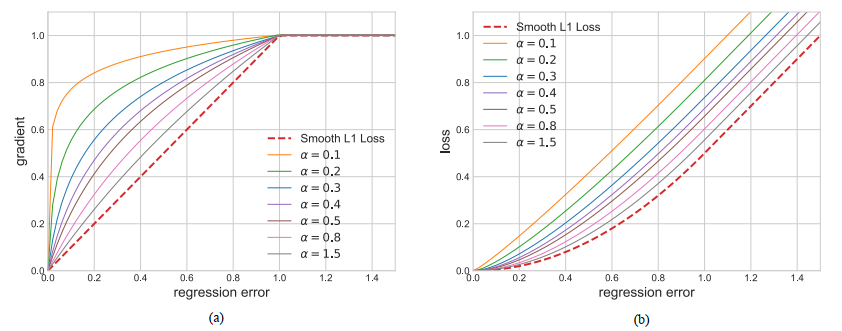 1.0
0.8
0.6
0.4
0.2
0.0
gradient
Smooth L1 Loss
α = 0.1
α = 0.2
α = 0.3
α = 0.4
α = 0.5
α = 0.8
α = 1.5
0.0 0.2 0.4 0.6 0.8 1.0 1.2 1.4
regression error
(a)
1.0
0.8
0.6
0.4
0.2
0.0
loss
Smooth L1 Loss
α = 0.1
α = 0.2
α = 0.3
α = 0.4
α = 0.5
α = 0.8
α = 1.5
0.0 0.2 0.4 0.6 0.8 1.0 1.2 1.4
regression error
(b)